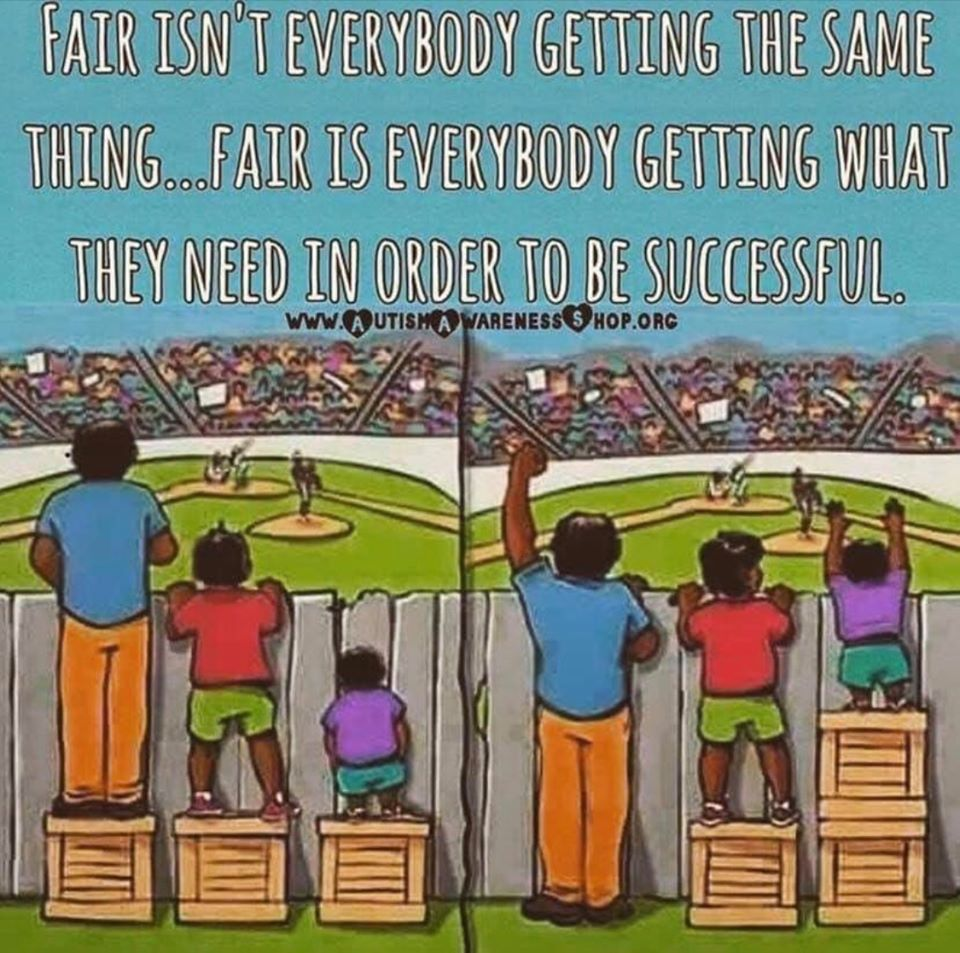 FAIR ISN'T EVERYBODY GETTING THE SAME
THING...FAIR IS EVERYBODY GETTING WHAT
THEY NEED IN ORDER TO BE SUCCESSFUL.
WWW.AUTISMAWARENESSSHOP.ORG